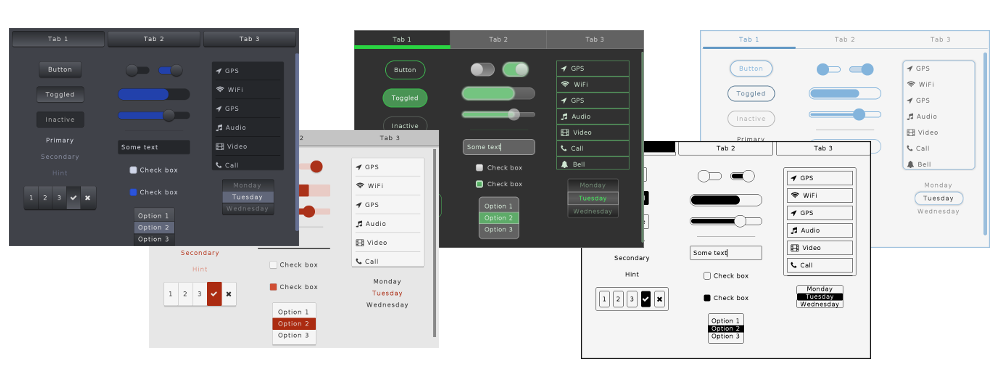 Tab 1
Tab 2
Tab 3
Button
Toggled
Inactive
Primary
Secondary
Hint
1 2 3
Some text
Check box
Check box
Option 1
Option 2
Option 3
GPS
WiFi
GPS
Audio
Video
Call
Monday
Tuesday
Wednesday
2
Tab 3
Secondary
Hint
1 2 3
Check box
Check box
Option 1
Option 2
Option 3
GPS
WiFi
GPS
Audio
Video
Call
Monday
Tuesday
Wednesday
Tab 1
Tab 2
Tab 3
Button
Toggled
Inactive
Some text
Check box
Check box
Option 1
Option 2
Option 3
GPS
WiFi
GPS
Audio
Video
Call
Bell
Monday
Tuesday
Wednesday
Tab 2
Tab 3
Secondary
Hint
1 2 3
Some text
Check box
Check box
Option 1
Option 2
Option 3
GPS
WiFi
GPS
Audio
Video
Call
Monday
Tuesday
Wednesday
Tab 1
Tab 2
Tab 3
Button
Toggled
Inactive
Primary
GPS
WiFi
GPS
Audio
Video
Call
Bell
Monday
Tuesday
Wednesday